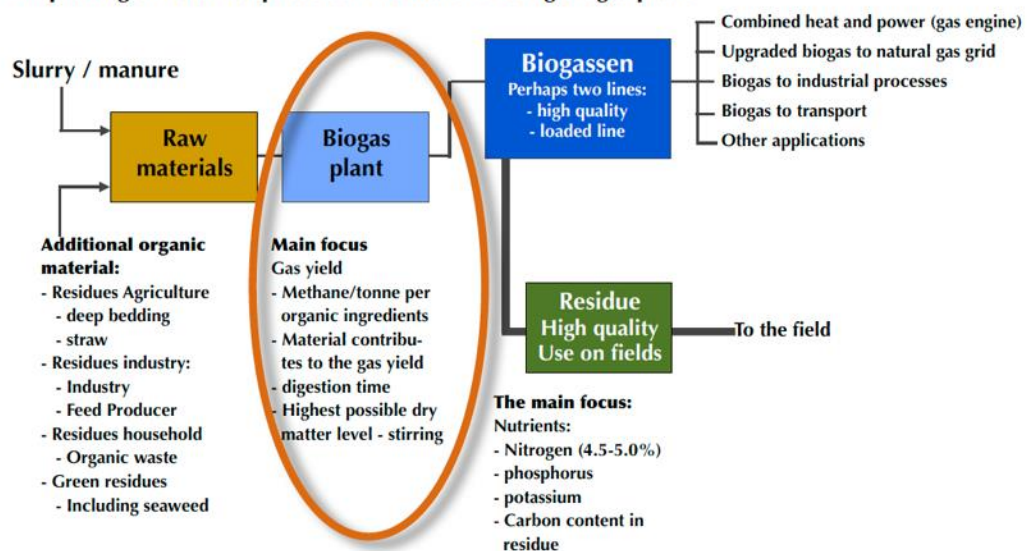 Slurry / manure
Raw
materials
Biogas
plant
Biogassen
Perhaps two lines:
- high quality
- loaded line
Combined heat and power (gas engine)
Upgraded biogas to natural gas grid
Biogas to industrial processes
Biogas to transport
Other applications
Additional organic
material:
- Residues Agriculture
- deep bedding
- straw
- Residues industry:
- Industry
- Feed Producer
- Residues household
- Organic waste
- Green residues
- Including seaweed
Main focus
Gas yield
- Methane/tonne per
organic ingredients
- Material contribu-
tes to the gas yield
- digestion time
- Highest possible dry
matter level - stirring
Residue
High quality
Use on fields
To the field
The main focus:
Nutrients:
- Nitrogen (4.5-5.0%)
- phosphorus
- potassium
- Carbon content in
residue